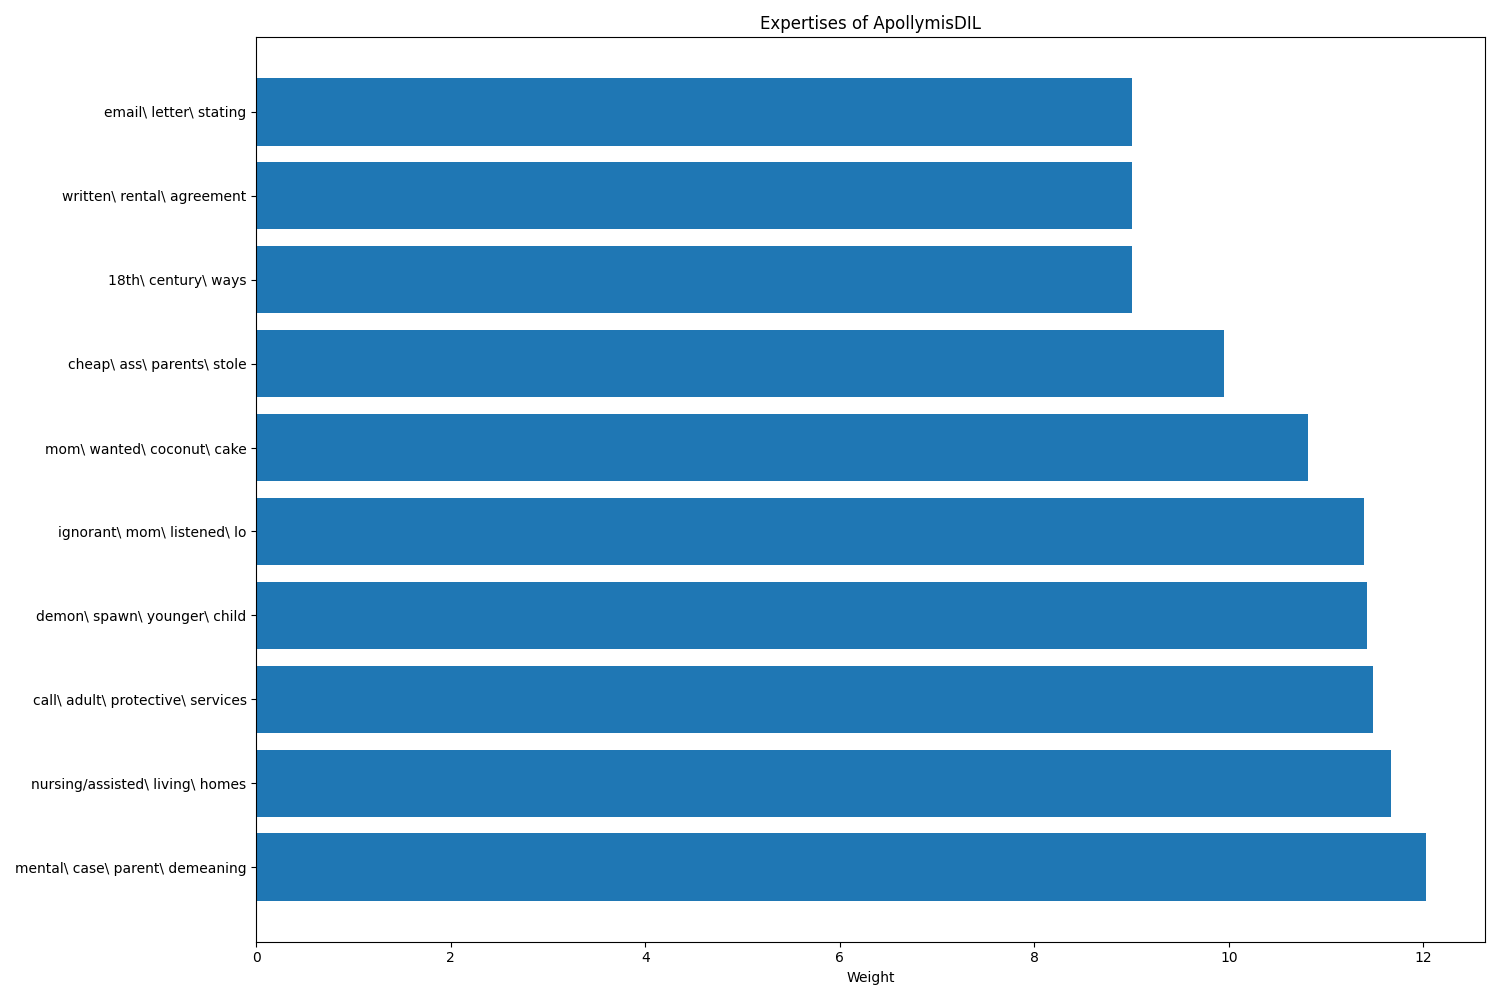 Expertises of ApollymisDIL
email\ letter\ stating
written\ rental\ agreement
18th\ century\ ways
cheap\ ass\ parents\ stole
mom\ wanted\ coconut\ cake
ignorant\ mom\ listened\ lo
demon\ spawn\ younger\ child
call\ adult\ protective\ services
nursing/assisted\ living\ homes
mental\ case\ parent\ demeaning
0 2 4 6 8 10 12
Weight